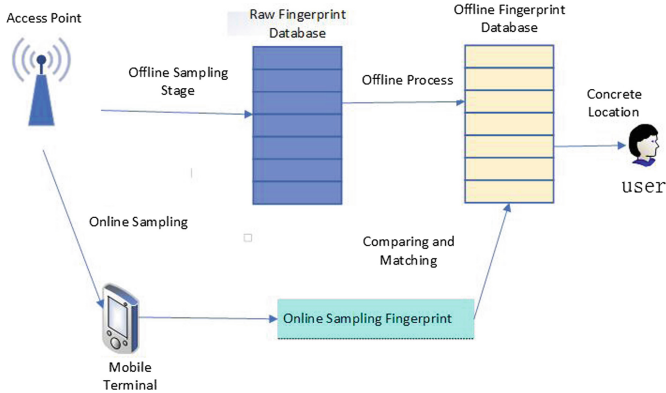 Access Point
Raw Fingerprint
Database
Offline Fingerprint
Database
Offline Sampling
Stage
Offline Process
Concrete
Location
user
Online Sampling
Comparing and
Matching
Online Sampling Fingerprint
Mobile
Terminal